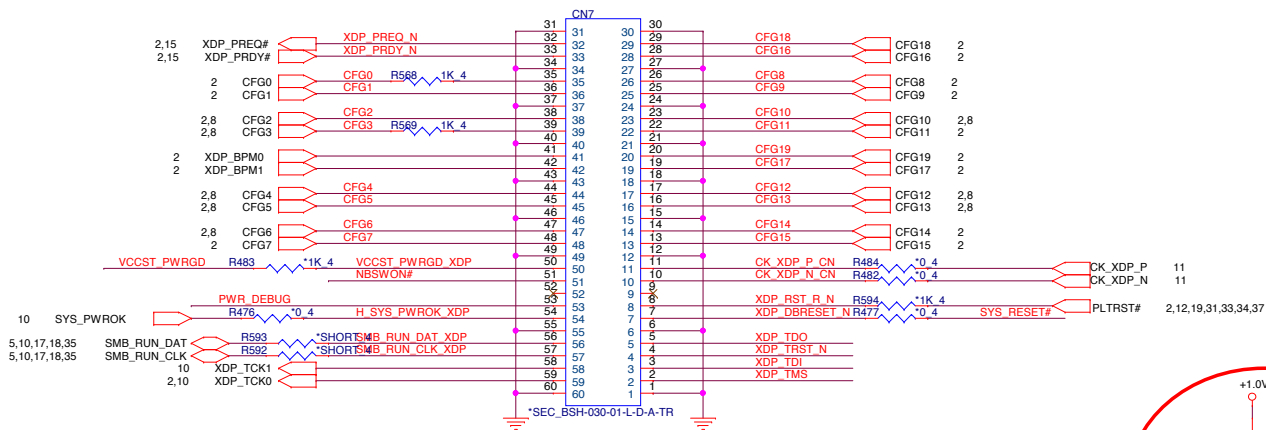 CN7
31 31 30 30
2,15 XDP_PREQ# XDP_PREQ_N 32 32 29 29 CFG18 CFG18 2
2,15 XDP_PRDY# XDP_PRDY_N 33 33 28 28 CFG16 CFG16 2
34 34 27 27
2 CFG0 CFG0 R568 1K_4 35 35 26 26 CFG8 CFG8 2
2 CFG1 CFG1 36 36 25 25 CFG9 CFG9 2
37 37 24 24
2,8 CFG2 CFG2 38 38 23 23 CFG10 CFG10 2,8
2,8 CFG3 CFG3 R569 1K_4 39 39 22 22 CFG11 CFG11 2
40 40 21 21
2 XDP_BPM0 41 41 20 20 CFG19 CFG19 2
2 XDP_BPM1 42 42 19 19 CFG17 CFG17 2
43 43 18 18
2,8 CFG4 CFG4 44 44 17 17 CFG12 CFG12 2,8
2,8 CFG5 CFG5 45 45 16 16 CFG13 CFG13 2,8
46 46 15 15
2,8 CFG6 CFG6 47 47 14 14 CFG14 CFG14 2
2 CFG7 CFG7 48 48 13 13 CFG15 CFG15 2
49 49 12 12
VCCST_PWRGD R483 *1K_4 VCCST_PWRGD_XDP 50 50 11 11 CK_XDP_P_CN R484 *0_4 CK_XDP_P 11
NBSWON# 51 51 10 10 CK_XDP_N_CN R482 *0_4 CK_XDP_N 11
52 52 9 9
PWR_DEBUG 53 53 8 8 XDP_RST_R_N R594 *1K_4 PLTRST# 2,12,19,31,33,34,37
10 SYS_PWROK R476 *0_4 H_SYS_PWROK_XDP 54 54 7 7 XDP_DBRESET_N R477 *0_4 SYS_RESET#
55 55 6 6
5,10,17,18,35 SMB_RUN_DAT R593 *SHORT_4 SMB_RUN_DAT_XDP 56 56 5 5 XDP_TDO
5,10,17,18,35 SMB_RUN_CLK R592 *SHORT_4 SMB_RUN_CLK_XDP 57 57 4 4 XDP_TRST_N
10 XDP_TCK1 58 58 3 3 XDP_TDI
2,10 XDP_TCK0 59 59 2 2 XDP_TMS
60 60 1 1
*SEC_BSH-030-01-L-D-A-TR
+1.0V